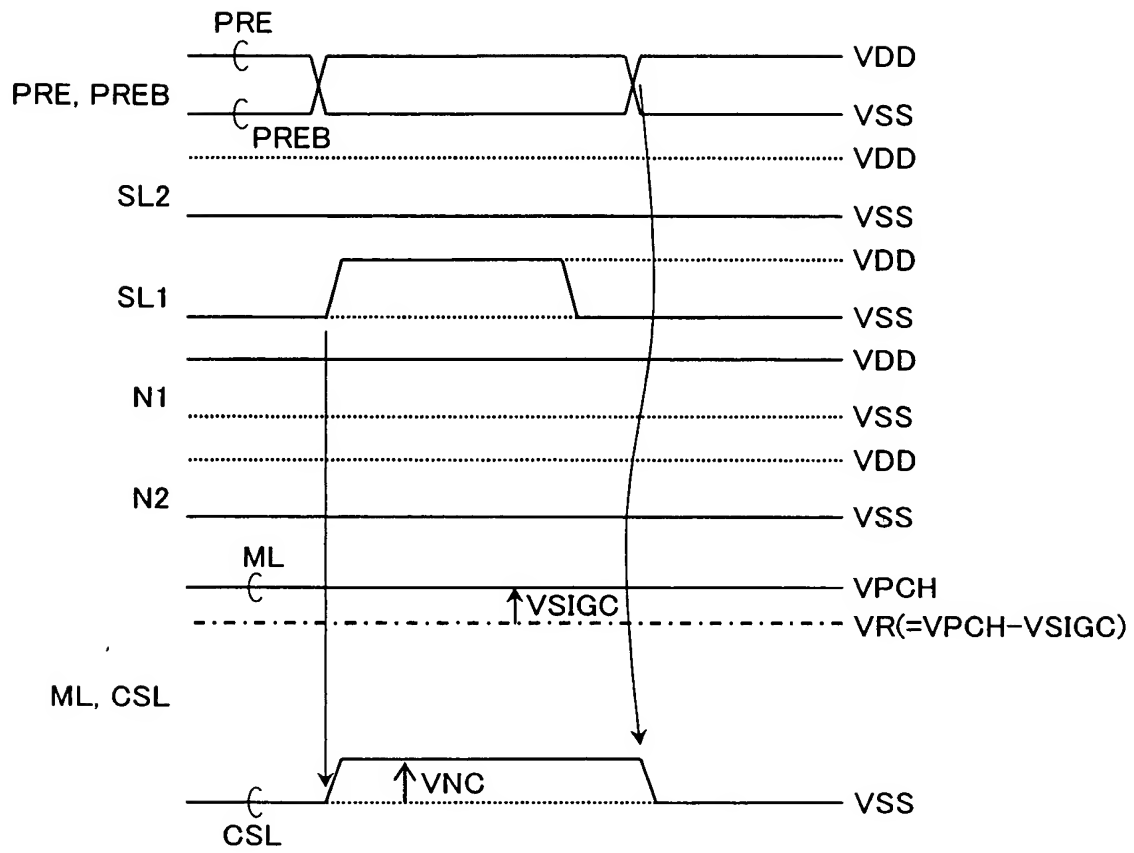 PRE
VDD
PRE, PREB
VSS
PREB
VDD
SL2
VSS
VDD
SL1
VSS
VDD
N1
VSS
VDD
N2
VSS
ML
VPCH
VSIGC
VR(=VPCH-VSIGC)
ML, CSL
VNC
VSS
CSL